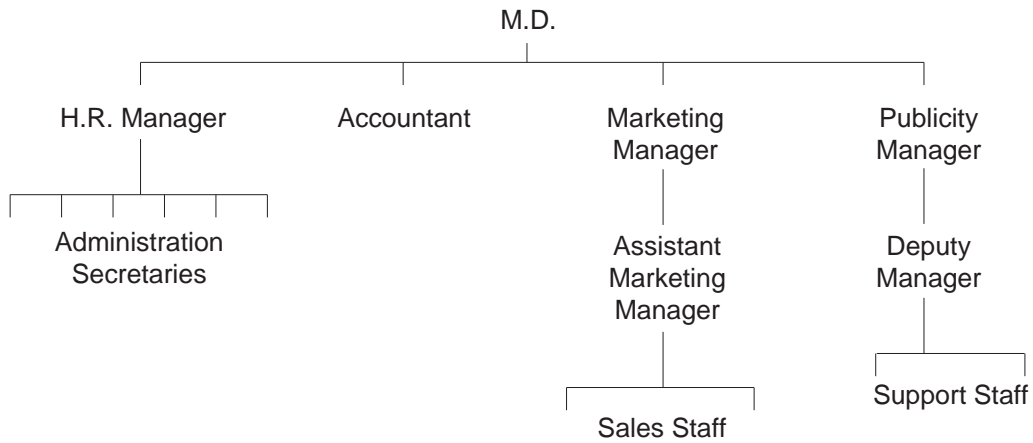 M.D.
H.R. Manager
Accountant
Marketing
Manager
Publicity
Manager
Administration
Secretaries
Assistant
Marketing
Manager
Deputy
Manager
Sales Staff
Support Staff